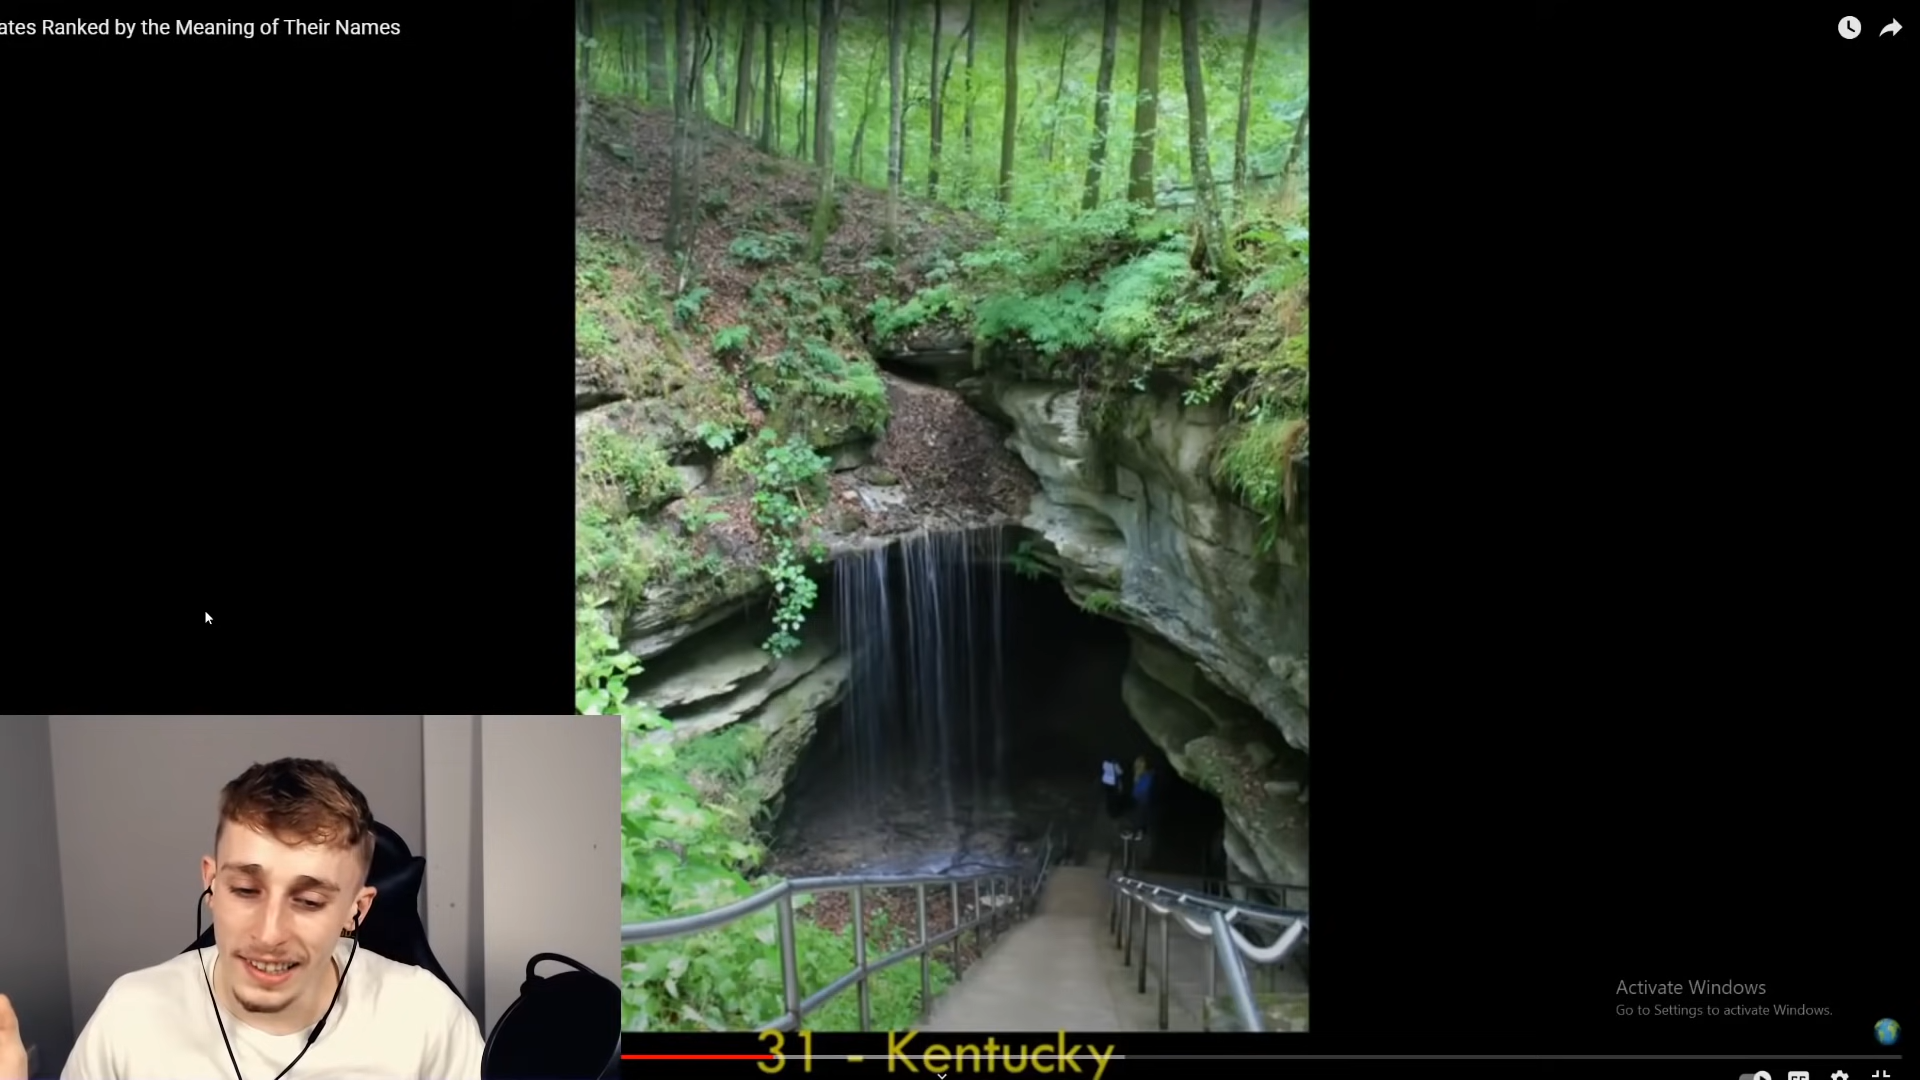 ates Ranked by the Meaning of Their Names
Activate Windows
Go to Settings to activate Windows.
31 - Kentucky